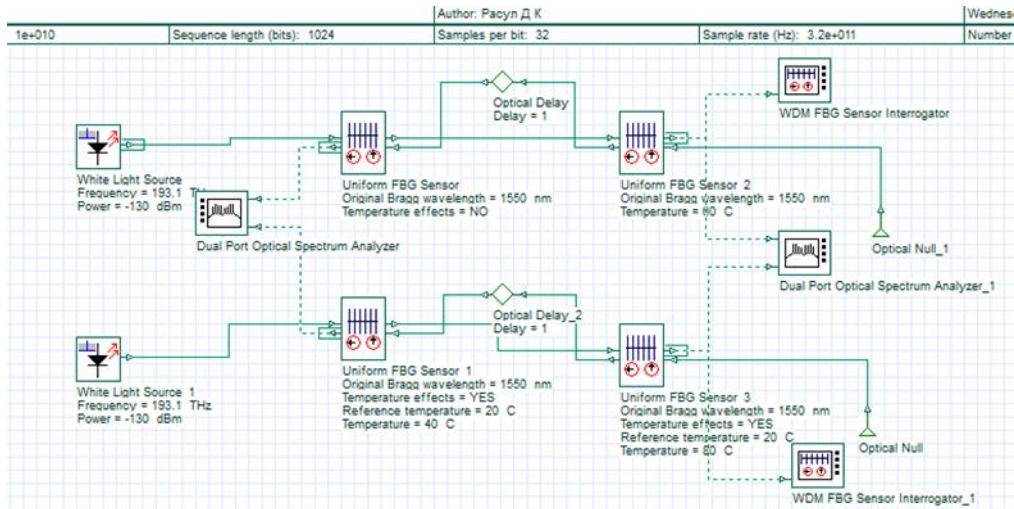 Author: Расул Д К
Wednese
1e+010
Sequence length (bits): 1024
Samples per bit: 32
Sample rate (Hz): 3.2e+011
Number
Optical Delay
Delay = 1
WDM FBG Sensor Interrogator
White Light Source
Frequency = 193.1
Power = -130 dBm
Uniform FBG Sensor
Original Bragg wavelength = 1550 nm
Temperature effects = NO
Uniform FBG Sensor 2
Original Bragg wavelength = 1550 nm
Temperature = C
Dual Port Optical Spectrum Analyzer
Optical Null_1
Dual Port Optical Spectrum Analyzer_1
Optical Delay_2
Delay = 1
White Light Source 1
Frequency = 193.1 THz
Power = -130 dBm
Uniform FBG Sensor 1
Original Bragg wavelength = 1550 nm
Temperature effects = YES
Reference temperature = 20 C
Temperature = 40 C
Uniform FBG Sensor 3
Original Bragg wavelength = 1550 nm
Temperature effects = YES
Reference temperature = 20 C
Temperature = 80 C
Optical Null
WDM FBG Sensor Interrogator_1